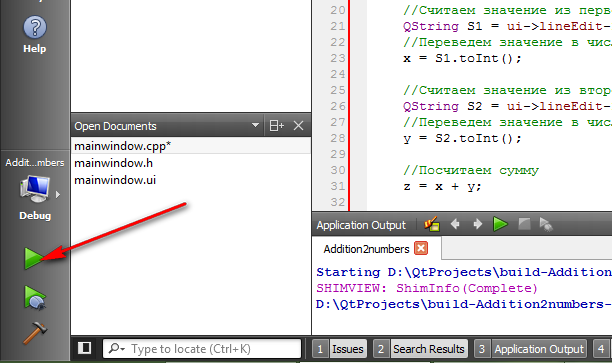 Help
Addit...mbers
Debug
Open Documents
mainwindow.cpp*
mainwindow.h
mainwindow.ui
20 //Считаем значение из перв
21 QString S1 = ui->lineEdit-
22 //Переведем значение в чис
23 x = S1.toInt();
24
25 //Считаем значение из втор
26 QString S2 = ui->lineEdit-
27 //Переведем значение в чис
28 y = S2.toInt();
29
30 //Посчитаем сумму
31 z = x + y;
32
Application Output
Addition2numbers
Starting D:\QtProjects\build-Addition
SHIMVIEW: ShimInfo(Complete)
D:\QtProjects\build-Addition2numbers-
Type to locate (Ctrl+K)
1 Issues 2 Search Results 3 Application Output 4